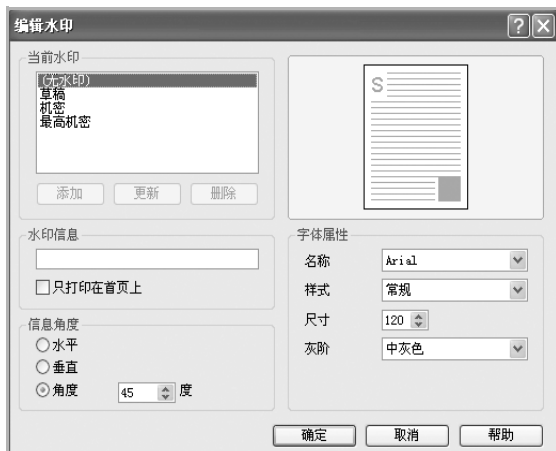 编辑水印
当前水印
(无水印)
草稿
机密
最高机密
添加 更新 删除
S
水印信息
只打印在首页上
信息角度
水平
垂直
角度 45 度
字体属性
名称 Arial
样式 常规
尺寸 120
灰阶 中灰色
确定 取消 帮助